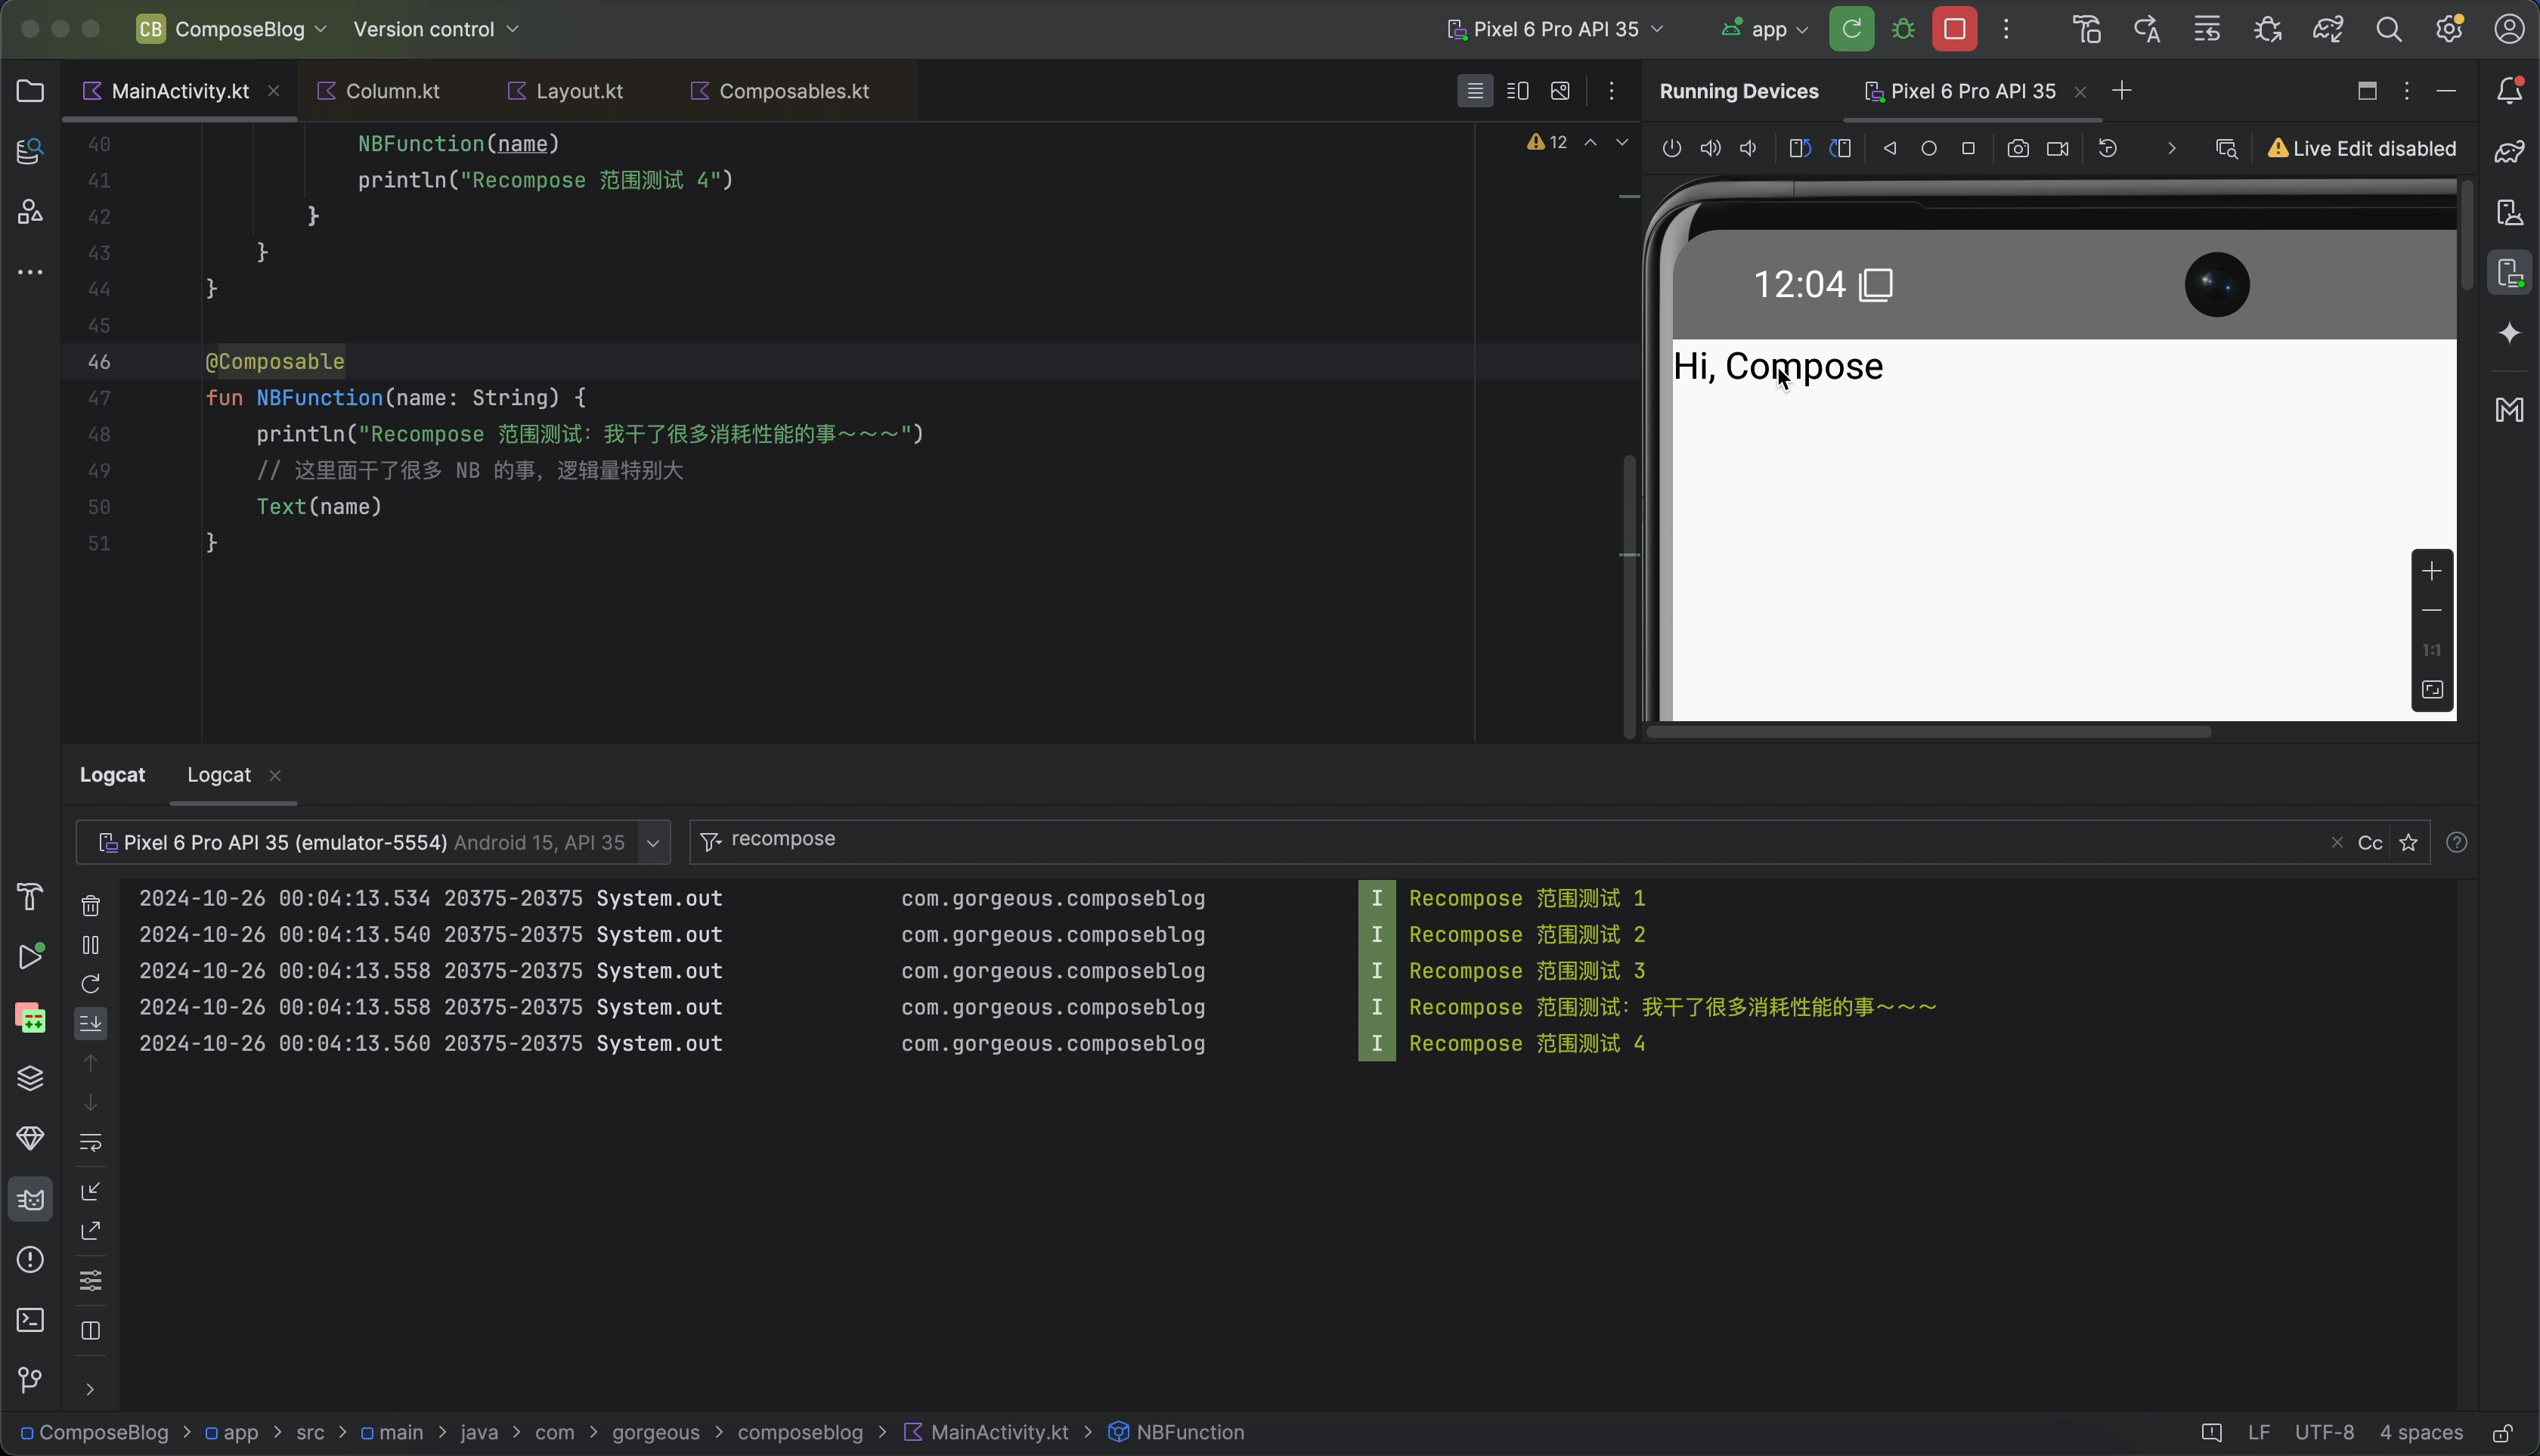 CB ComposeBlog Version control Pixel 6 Pro API 35 app
MainActivity.kt Column.kt Layout.kt Composables.kt
Running Devices Pixel 6 Pro API 35
12
Live Edit disabled
40 NBFunction(name)
41 println("Recompose 范围测试 4")
42 }
43 }
44 }
45
46 @Composable
47 fun NBFunction(name: String) {
48 println("Recompose 范围测试：我干了很多消耗性能的事～～～")
49 // 这里面干了很多 NB 的事，逻辑量特别大
50 Text(name)
51 }
12:04
Hi, Compose
1:1
Logcat Logcat
Pixel 6 Pro API 35 (emulator-5554) Android 15, API 35 recompose Cc
2024-10-26 00:04:13.534 20375-20375 System.out com.gorgeous.composeblog I Recompose 范围测试 1
2024-10-26 00:04:13.540 20375-20375 System.out com.gorgeous.composeblog I Recompose 范围测试 2
2024-10-26 00:04:13.558 20375-20375 System.out com.gorgeous.composeblog I Recompose 范围测试 3
2024-10-26 00:04:13.558 20375-20375 System.out com.gorgeous.composeblog I Recompose 范围测试：我干了很多消耗性能的事～～～
2024-10-26 00:04:13.560 20375-20375 System.out com.gorgeous.composeblog I Recompose 范围测试 4
ComposeBlog > app > src > main > java > com > gorgeous > composeblog > MainActivity.kt > NBFunction LF UTF-8 4 spaces